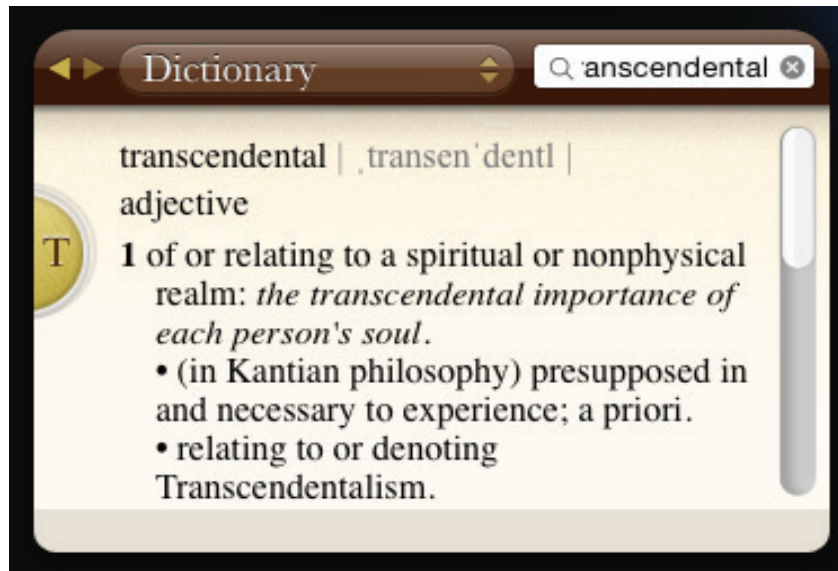 Dictionary
ranscendental
transcendental | ˌtransenˈdentl |
adjective
T
1 of or relating to a spiritual or nonphysical
realm: the transcendental importance of
each person's soul.
• (in Kantian philosophy) presupposed in
and necessary to experience; a priori.
• relating to or denoting
Transcendentalism.